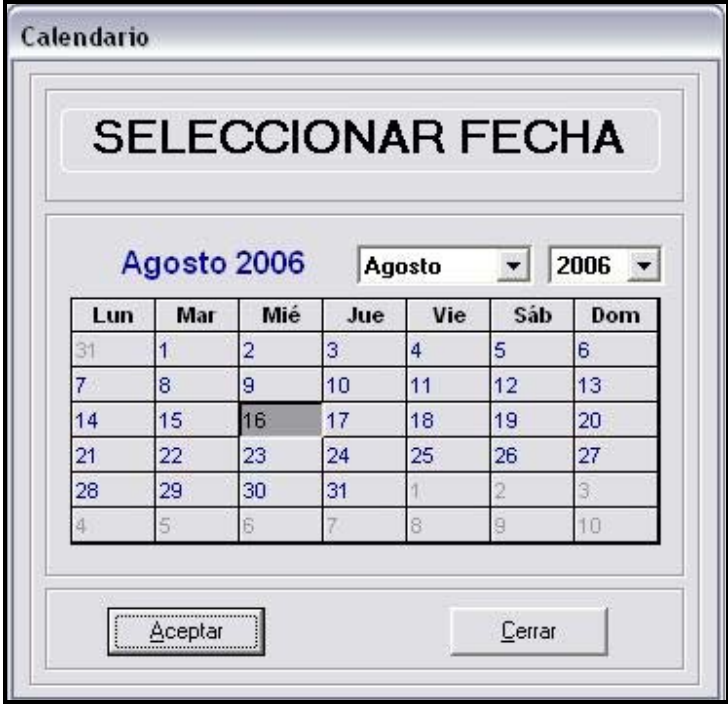 Calendario
SELECCIONAR FECHA
Agosto 2006 Agosto 2006
Lun Mar Mié Jue Vie Sáb Dom
31 1 2 3 4 5 6
7 8 9 10 11 12 13
14 15 16 17 18 19 20
21 22 23 24 25 26 27
28 29 30 31 1 2 3
4 5 6 7 8 9 10
Aceptar Cerrar